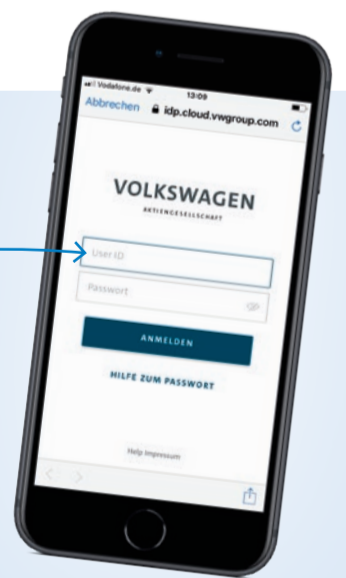 Vodafone.de 13:09
Abbrechen idp.cloud.vwgroup.com
VOLKSWAGEN
AKTIENGESELLSCHAFT
User ID
Passwort
ANMELDEN
HILFE ZUM PASSWORT
Help Impressum